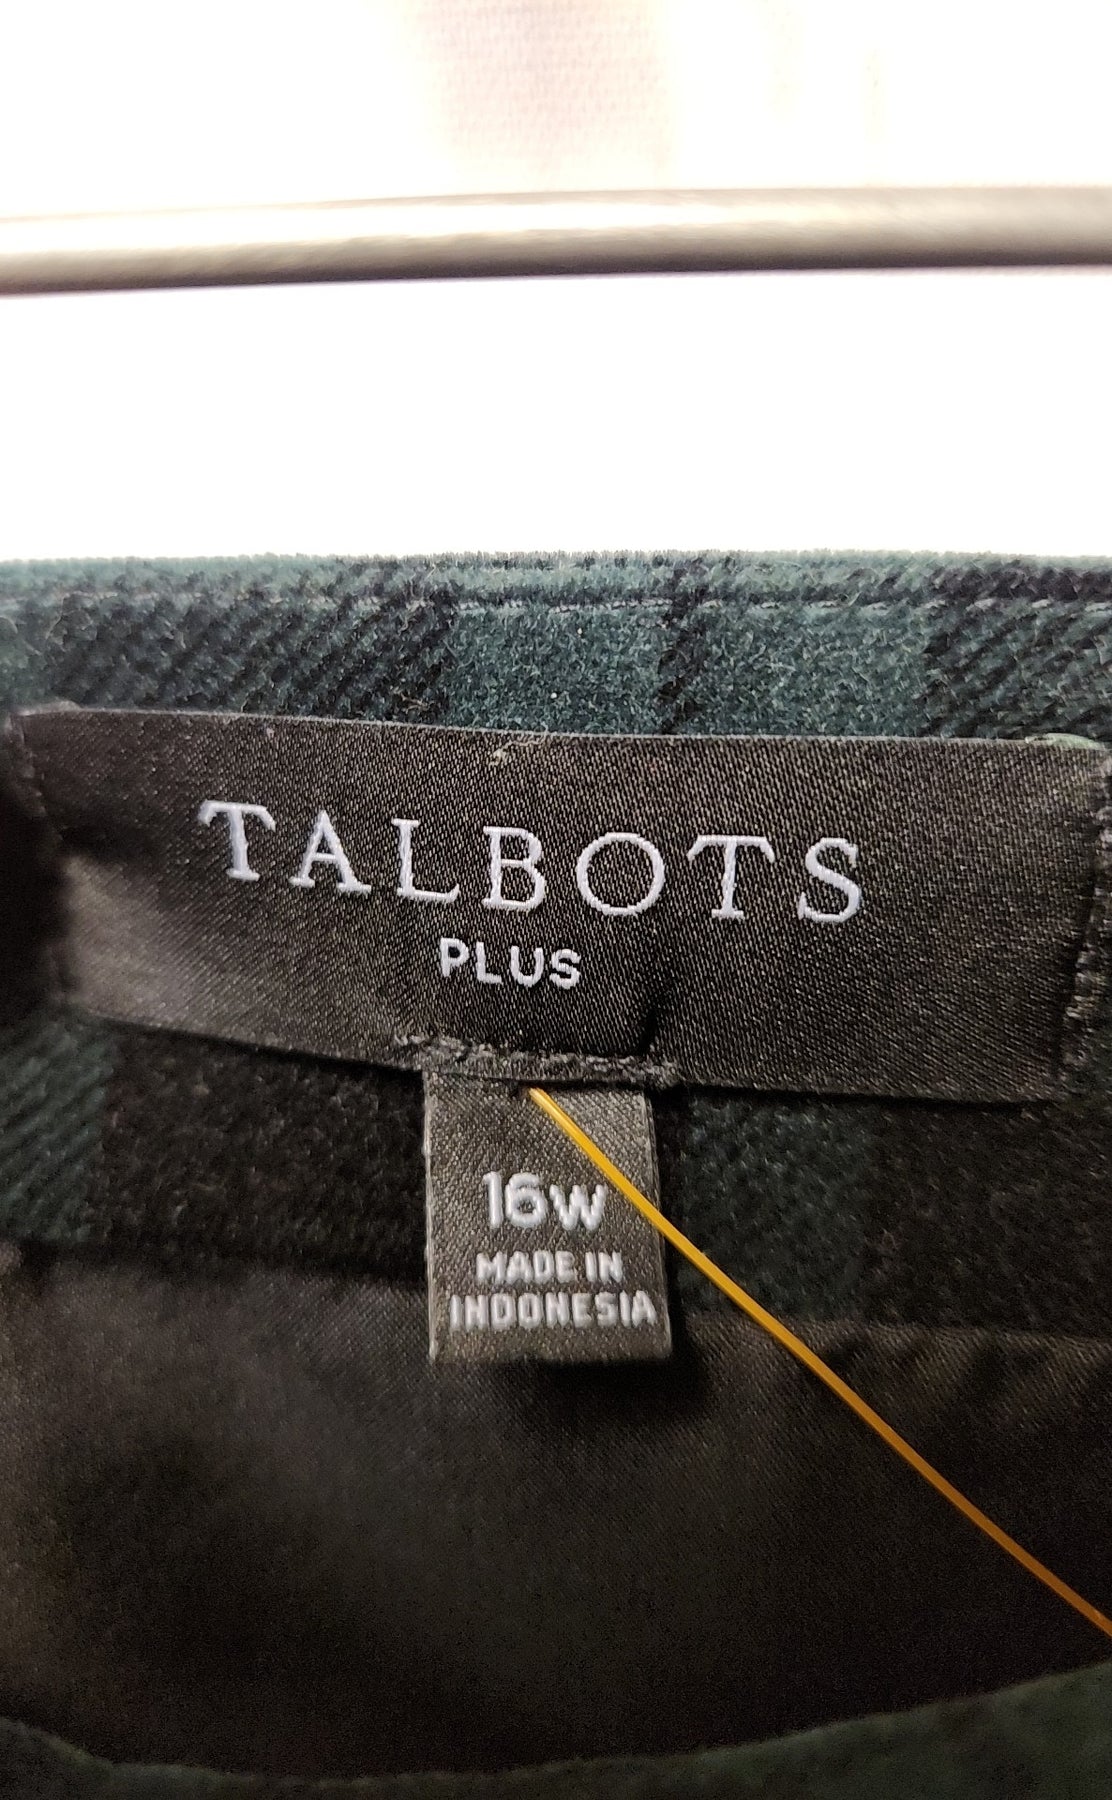 TALBOTS
PLUS
16W
MADE IN
INDONESIA